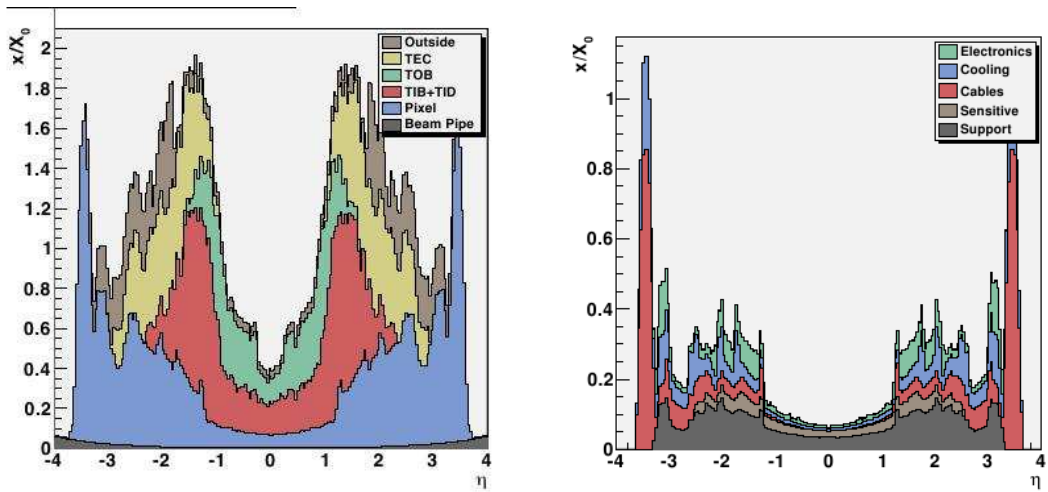 x/X0
2
1.8
1.6
1.4
1.2
1
0.8
0.6
0.4
0.2
0
-4 -3 -2 -1 0 1 2 3 4
η
Outside
TEC
TOB
TIB+TID
Pixel
Beam Pipe
x/X0
1
0.8
0.6
0.4
0.2
0
-4 -3 -2 -1 0 1 2 3 4
η
Electronics
Cooling
Cables
Sensitive
Support